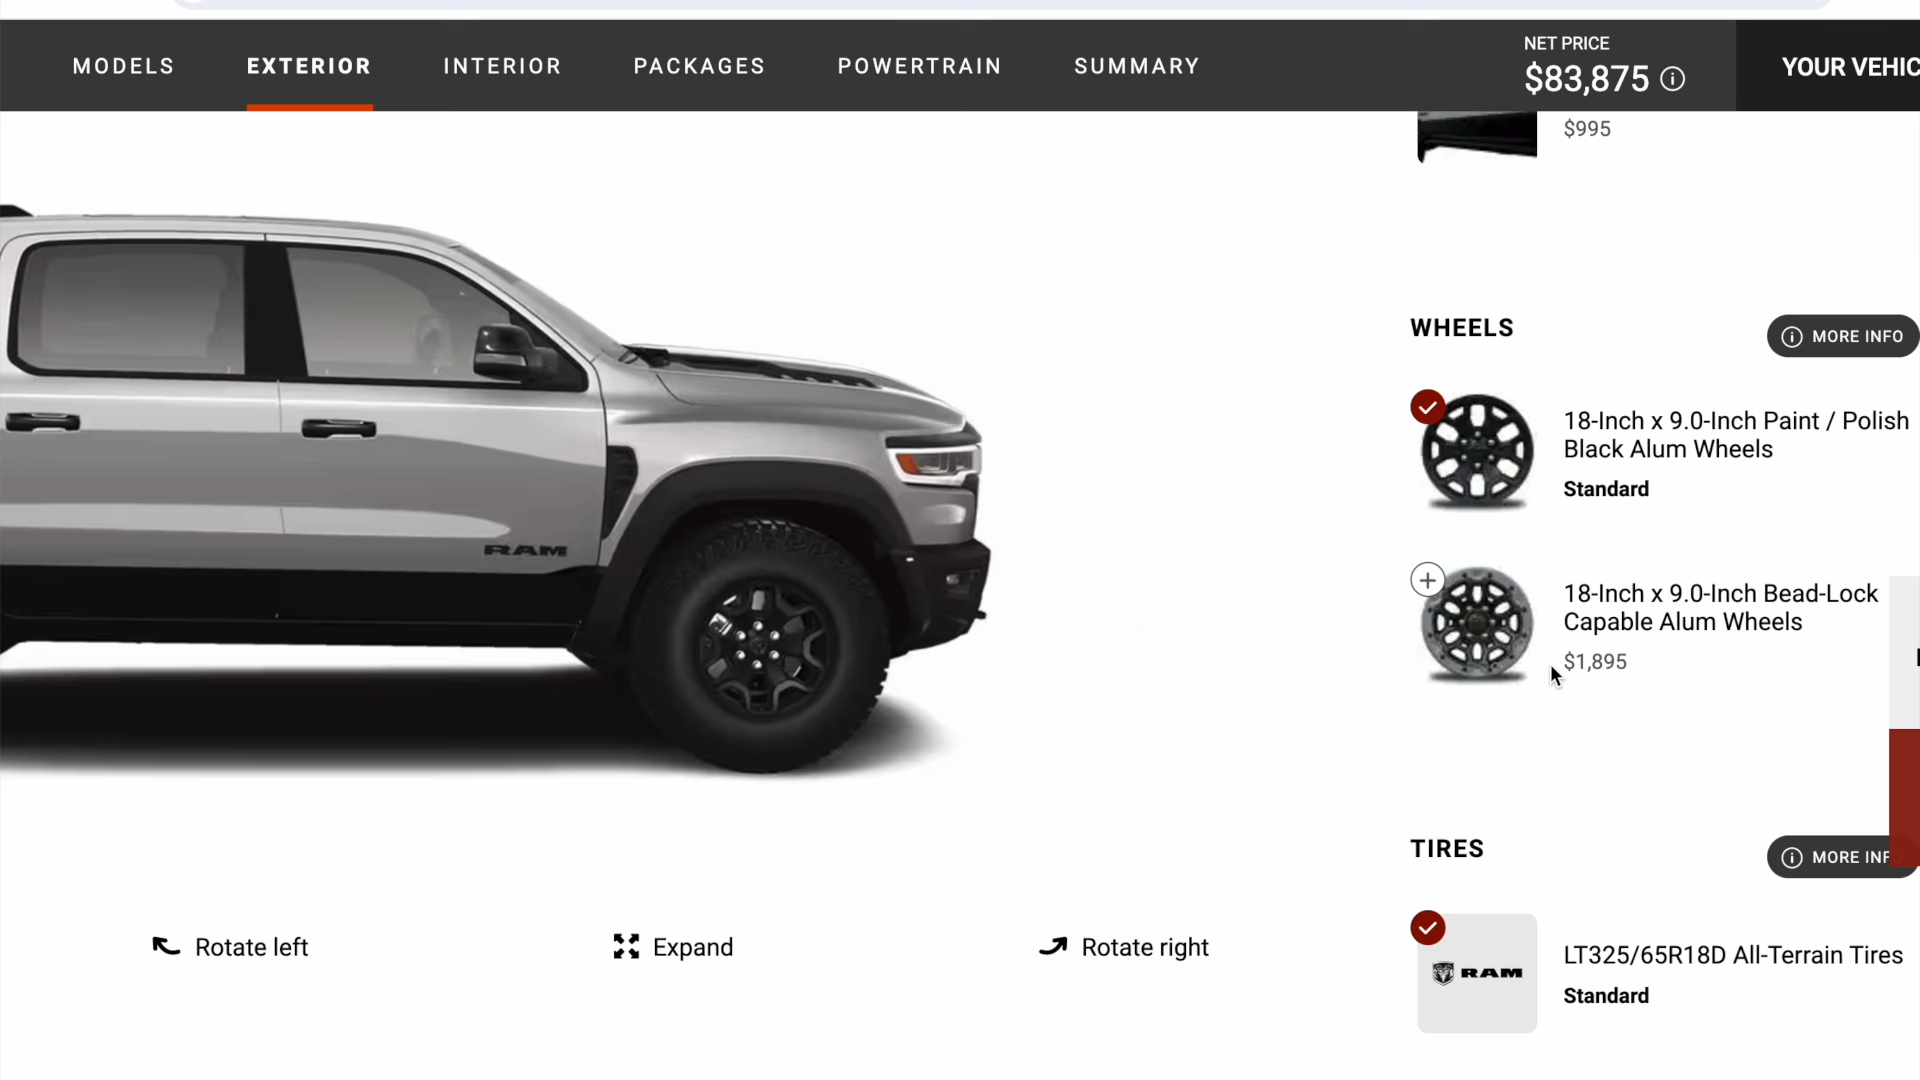 MODELS
EXTERIOR
INTERIOR
PACKAGES
POWERTRAIN
SUMMARY
NET PRICE
$83,875
YOUR VEHIC
$995
WHEELS
MORE INFO
18-Inch x 9.0-Inch Paint / Polish
Black Alum Wheels
Standard
18-Inch x 9.0-Inch Bead-Lock
Capable Alum Wheels
$1,895
RAM
TIRES
MORE INF
RAM
LT325/65R18D All-Terrain Tires
Standard
Rotate left
Expand
Rotate right